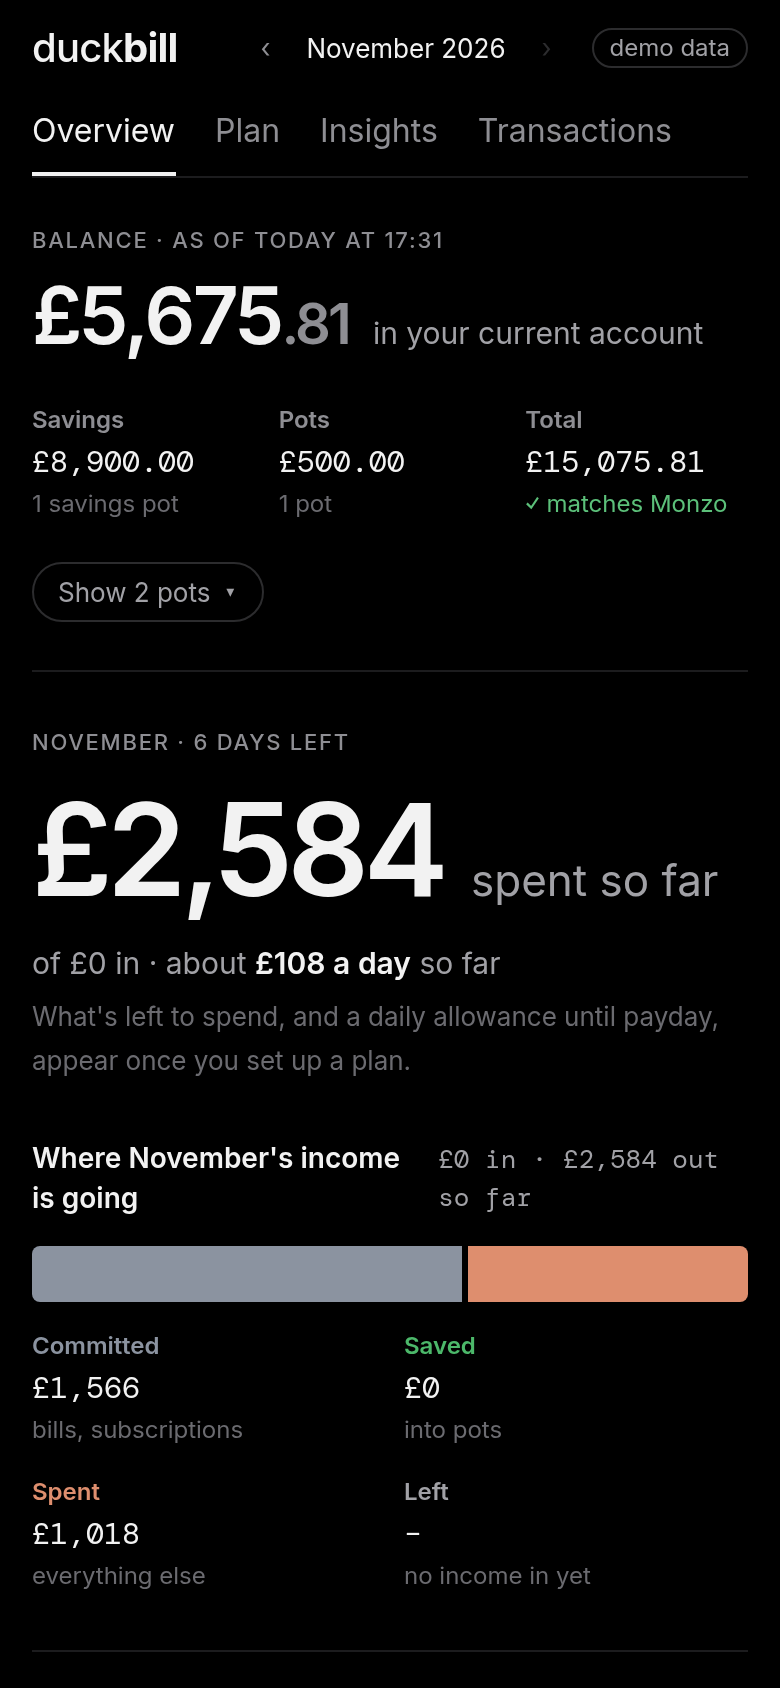 duckbill ‹ November 2026 › demo data
Overview Plan Insights Transactions
BALANCE · AS OF TODAY AT 17:31
£5,675.81 in your current account
Savings Pots Total
£8,900.00 £500.00 £15,075.81
1 savings pot 1 pot ✓ matches Monzo
Show 2 pots ▾
NOVEMBER · 6 DAYS LEFT
£2,584 spent so far
of £0 in · about £108 a day so far
What's left to spend, and a daily allowance until payday,
appear once you set up a plan.
Where November's income £0 in · £2,584 out
is going so far
Committed Saved
£1,566 £0
bills, subscriptions into pots
Spent Left
£1,018 –
everything else no income in yet